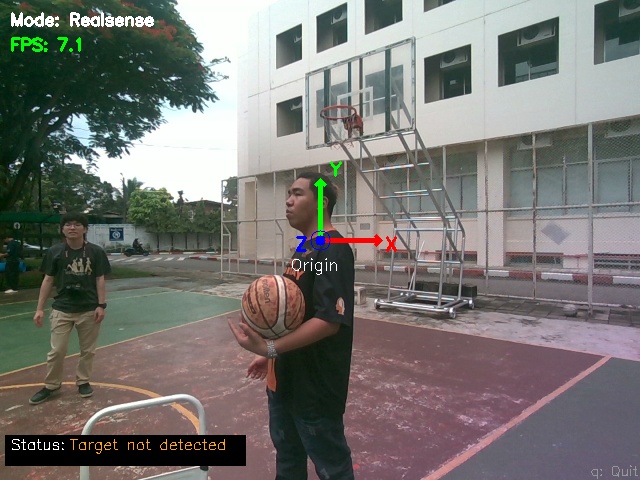 Mode: Realsense
FPS: 7.1
Y
Z
X
Origin
Status: Target not detected
q: Quit